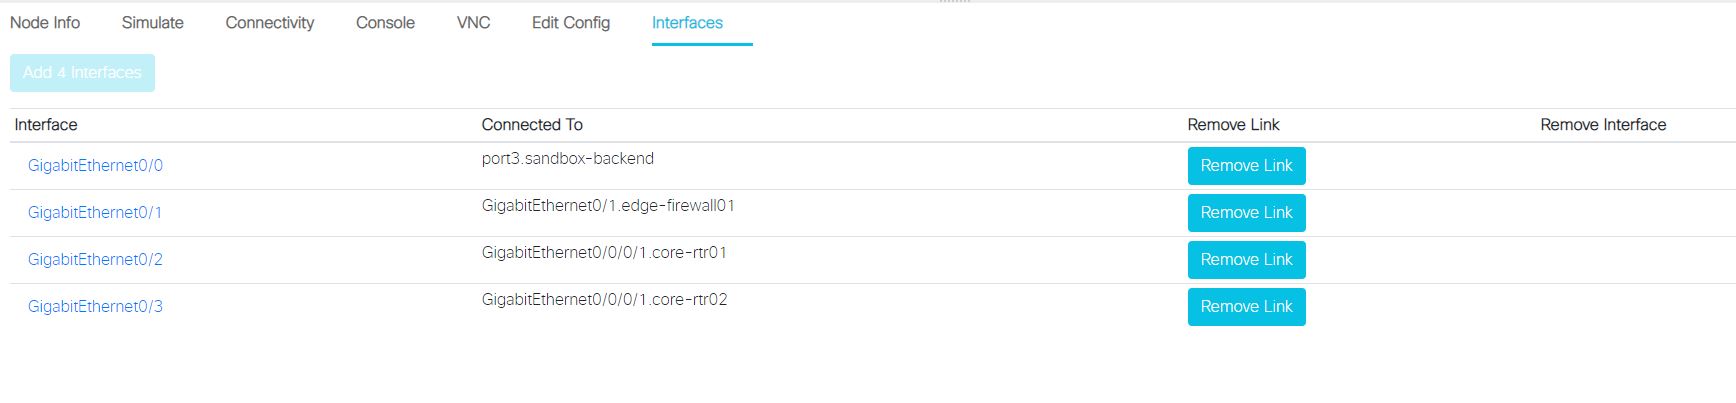 Node Info Simulate Connectivity Console VNC Edit Config Interfaces
Add 4 Interfaces
Interface Connected To Remove Link Remove Interface
GigabitEthernet0/0 port3.sandbox-backend Remove Link
GigabitEthernet0/1 GigabitEthernet0/1.edge-firewall01 Remove Link
GigabitEthernet0/2 GigabitEthernet0/0/0/1.core-rtr01 Remove Link
GigabitEthernet0/3 GigabitEthernet0/0/0/1.core-rtr02 Remove Link